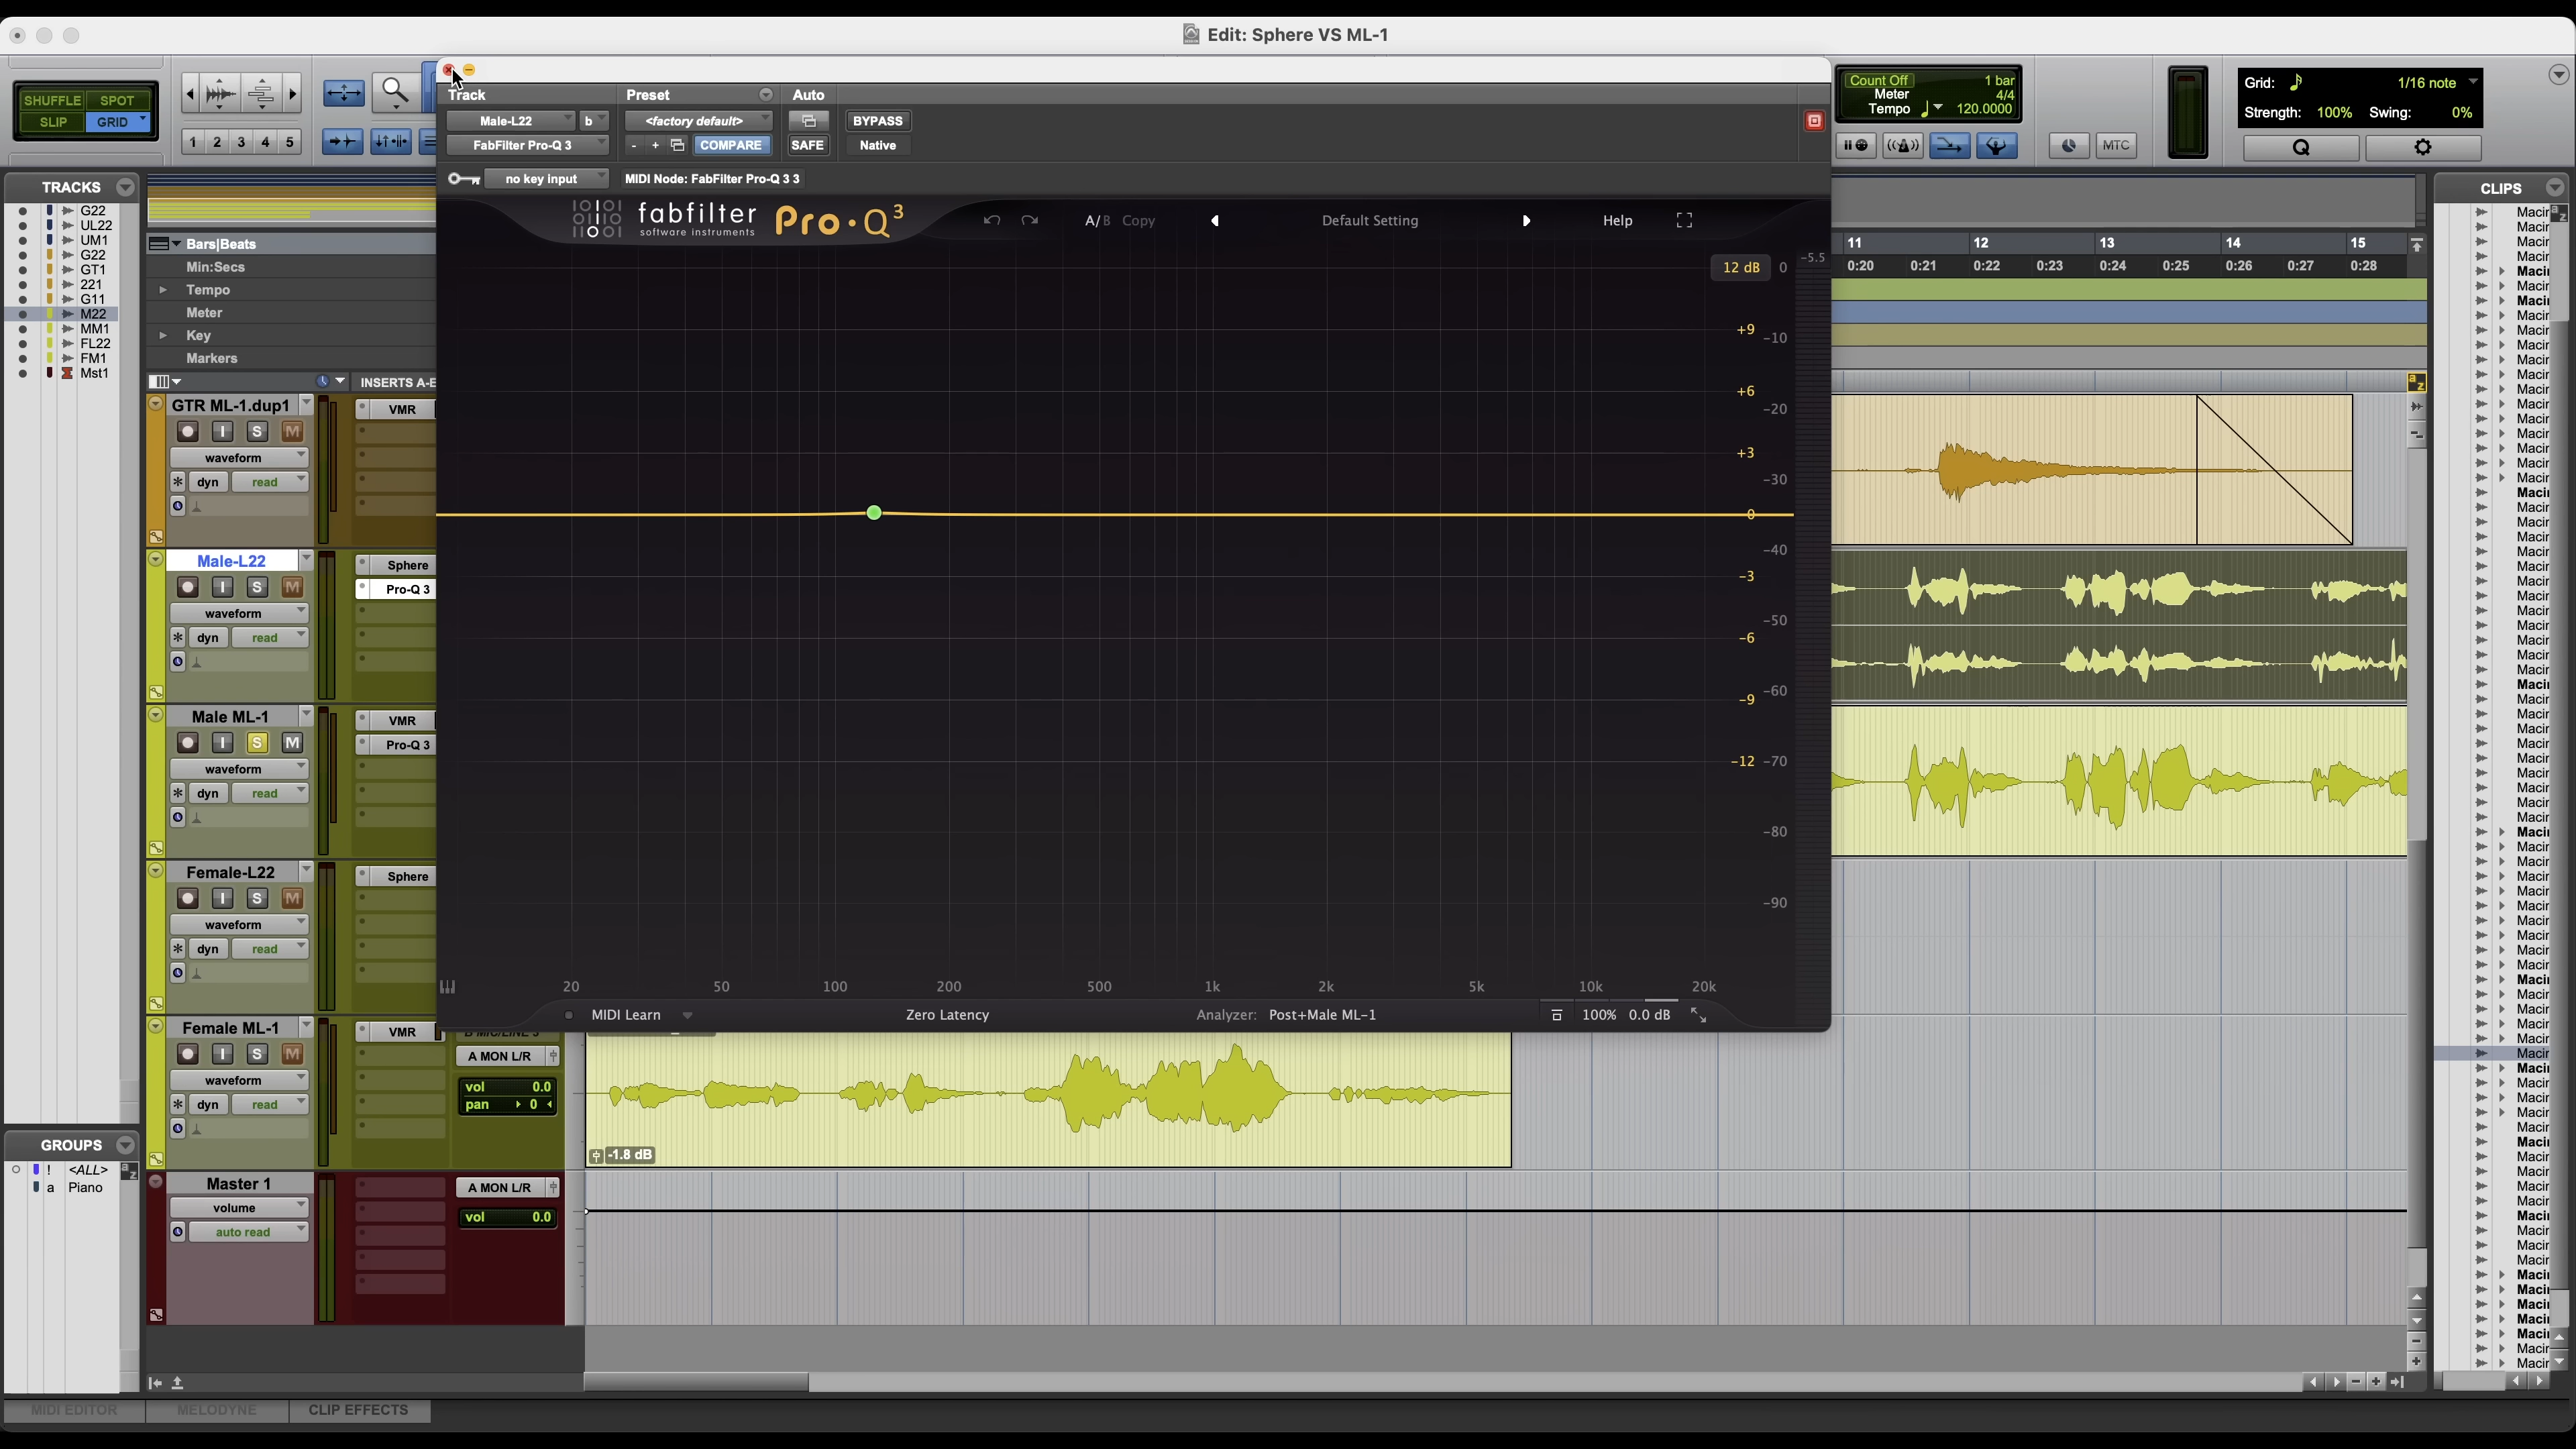 Edit: Sphere VS ML-1
SHUFFLE SPOT
SLIP GRID
1 2 3 4 5
Count Off 1 bar
Meter 4/4
Tempo 120.0000
MTC
Grid: 1/16 note
Strength: 100% Swing: 0%
Q
Track Preset Auto
Male-L22 b <factory default> BYPASS
FabFilter Pro-Q 3 - + COMPARE SAFE Native
no key input MIDI Node: FabFilter Pro-Q 3 3
fabfilter
software instruments
Pro·Q3
A/B Copy Default Setting Help
12 dB 0 -5.5
+9 -10
+6 -20
+3 -30
0 -40
-3 -50
-6 -60
-9 -70
-12 -80
-90
20 50 100 200 500 1k 2k 5k 10k 20k
MIDI Learn Zero Latency Analyzer: Post+Male ML-1 100% 0.0 dB
TRACKS
G22
UL22
UM1
G22
GT1
221
G11
M22
MM1
FL22
FM1
Mst1
GROUPS
! <ALL>
a Piano
Bars|Beats
Min:Secs
Tempo
Meter
Key
Markers
INSERTS A-E
11 12 13 14 15
0:20 0:21 0:22 0:23 0:24 0:25 0:26 0:27 0:28
GTR ML-1.dup1 VMR
I S M
waveform
dyn read
Male-L22 Sphere
I S M Pro-Q 3
waveform
dyn read
Male ML-1 VMR
I S M Pro-Q 3
waveform
dyn read
Female-L22 Sphere
I S M
waveform
dyn read
Female ML-1 VMR
I S M A MON L/R
waveform vol 0.0
dyn read pan 0
-1.8 dB
Master 1 A MON L/R
volume vol 0.0
auto read
CLIPS
MIDI EDITOR MELODYNE CLIP EFFECTS